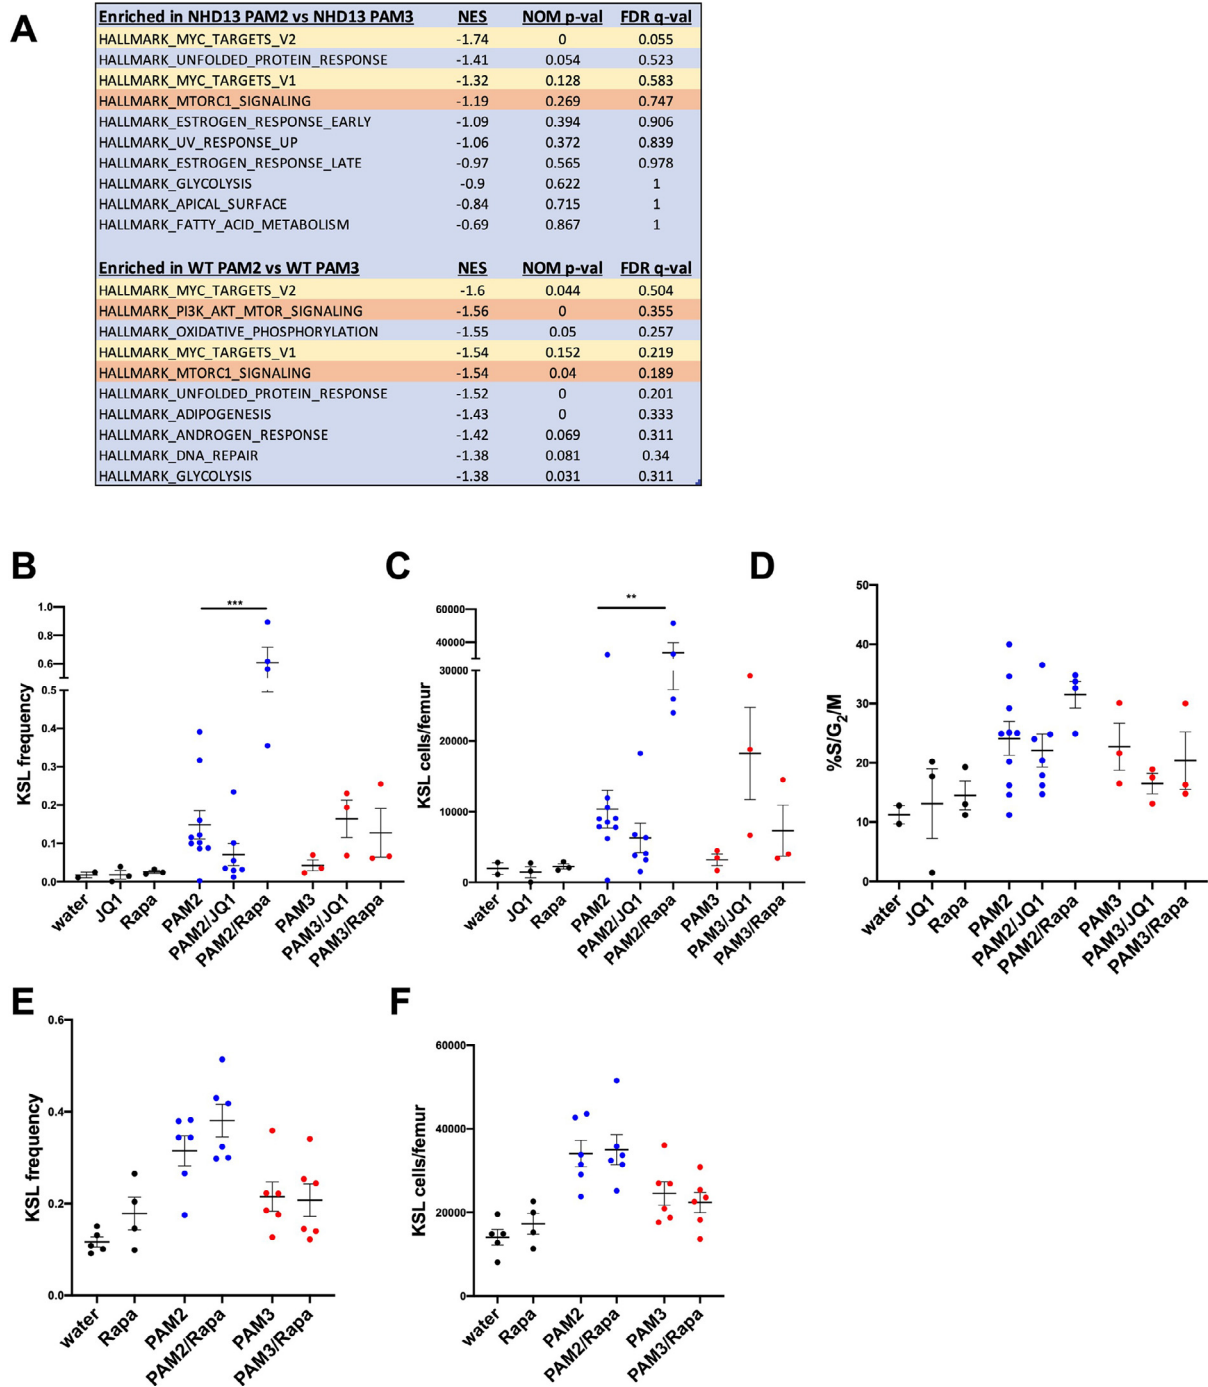 A
Enriched in NHD13 PAM2 vs NHD13 PAM3 NES NOM p-val FDR q-val
HALLMARK_MYC_TARGETS_V2 -1.74 0 0.055
HALLMARK_UNFOLDED_PROTEIN_RESPONSE -1.41 0.054 0.523
HALLMARK_MYC_TARGETS_V1 -1.32 0.128 0.583
HALLMARK_MTORC1_SIGNALING -1.19 0.269 0.747
HALLMARK_ESTROGEN_RESPONSE_EARLY -1.09 0.394 0.906
HALLMARK_UV_RESPONSE_UP -1.06 0.372 0.839
HALLMARK_ESTROGEN_RESPONSE_LATE -0.97 0.565 0.978
HALLMARK_GLYCOLYSIS -0.9 0.622 1
HALLMARK_APICAL_SURFACE -0.84 0.715 1
HALLMARK_FATTY_ACID_METABOLISM -0.69 0.867 1
Enriched in WT PAM2 vs WT PAM3 NES NOM p-val FDR q-val
HALLMARK_MYC_TARGETS_V2 -1.6 0.044 0.504
HALLMARK_PI3K_AKT_MTOR_SIGNALING -1.56 0 0.355
HALLMARK_OXIDATIVE_PHOSPHORYLATION -1.55 0.05 0.257
HALLMARK_MYC_TARGETS_V1 -1.54 0.152 0.219
HALLMARK_MTORC1_SIGNALING -1.54 0.04 0.189
HALLMARK_UNFOLDED_PROTEIN_RESPONSE -1.52 0 0.201
HALLMARK_ADIPOGENESIS -1.43 0 0.333
HALLMARK_ANDROGEN_RESPONSE -1.42 0.069 0.311
HALLMARK_DNA_REPAIR -1.38 0.081 0.34
HALLMARK_GLYCOLYSIS -1.38 0.031 0.311
B
KSL frequency
1.0
0.8
0.6
0.5
0.4
0.3
0.2
0.1
0.0
***
water
JQ1
Rapa
PAM2
PAM2/JQ1
PAM2/Rapa
PAM3
PAM3/JQ1
PAM3/Rapa
C
KSL cells/femur
60000
40000
30000
20000
10000
0
**
water
JQ1
Rapa
PAM2
PAM2/JQ1
PAM2/Rapa
PAM3
PAM3/JQ1
PAM3/Rapa
D
%S/G2/M
50
40
30
20
10
0
water
JQ1
Rapa
PAM2
PAM2/JQ1
PAM2/Rapa
PAM3
PAM3/JQ1
PAM3/Rapa
E
KSL frequency
0.6
0.4
0.2
0.0
water
Rapa
PAM2
PAM2/Rapa
PAM3
PAM3/Rapa
F
KSL cells/femur
60000
40000
20000
0
water
Rapa
PAM2
PAM2/Rapa
PAM3
PAM3/Rapa